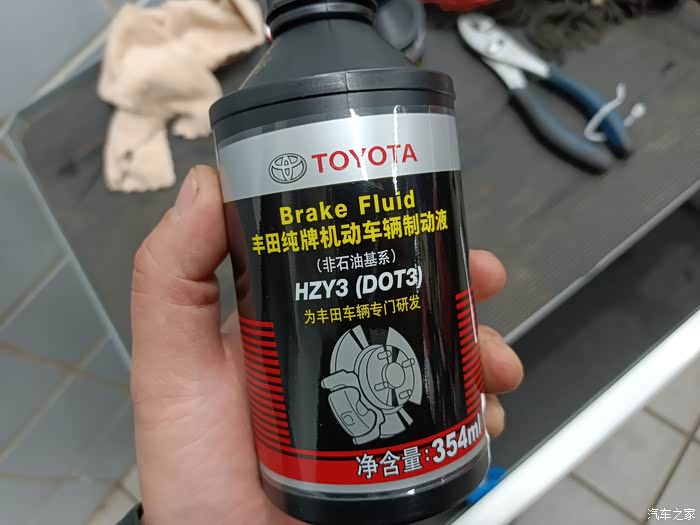 TOYOTA
Brake Fluid
丰田纯牌机动车辆制动液
(非石油基系)
HZY3 (DOT3)
为丰田车辆专门研发
净含量:354ml
汽车之家